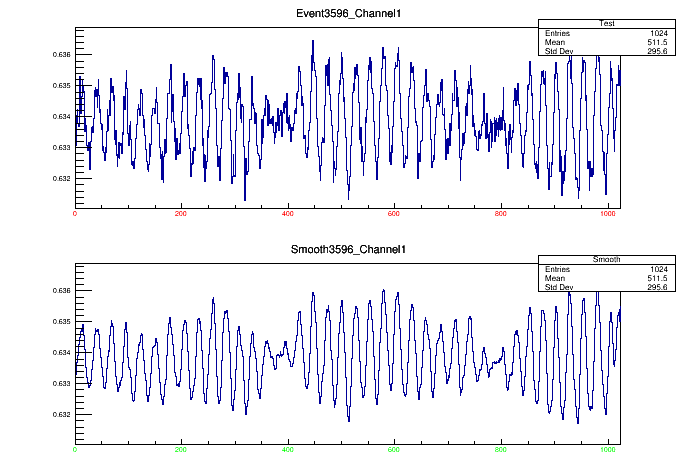 Event3596_Channel1
Test
Entries 1024
Mean 511.5
Std Dev 295.6
0.636
0.635
0.634
0.633
0.632
0 200 400 600 800 1000
Smooth3596_Channel1
Smooth
Entries 1024
Mean 511.5
Std Dev 295.6
0.636
0.635
0.634
0.633
0.632
0 200 400 600 800 1000